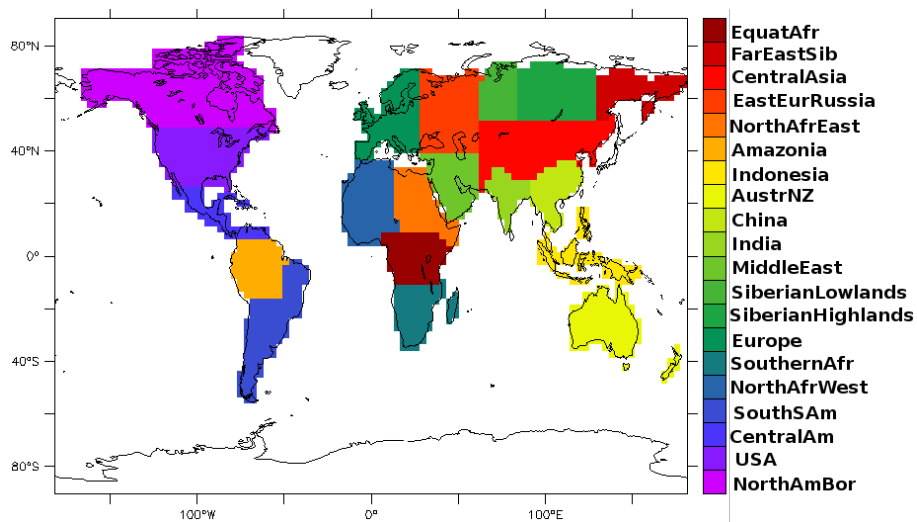 80°N
40°N
0°
40°S
80°S
100°W
0°
100°E
EquatAfr
FarEastSib
CentralAsia
EastEurRussia
NorthAfrEast
Amazonia
Indonesia
AustrNZ
China
India
MiddleEast
SiberianLowlands
SiberianHighlands
Europe
SouthernAfr
NorthAfrWest
SouthSAm
CentralAm
USA
NorthAmBor